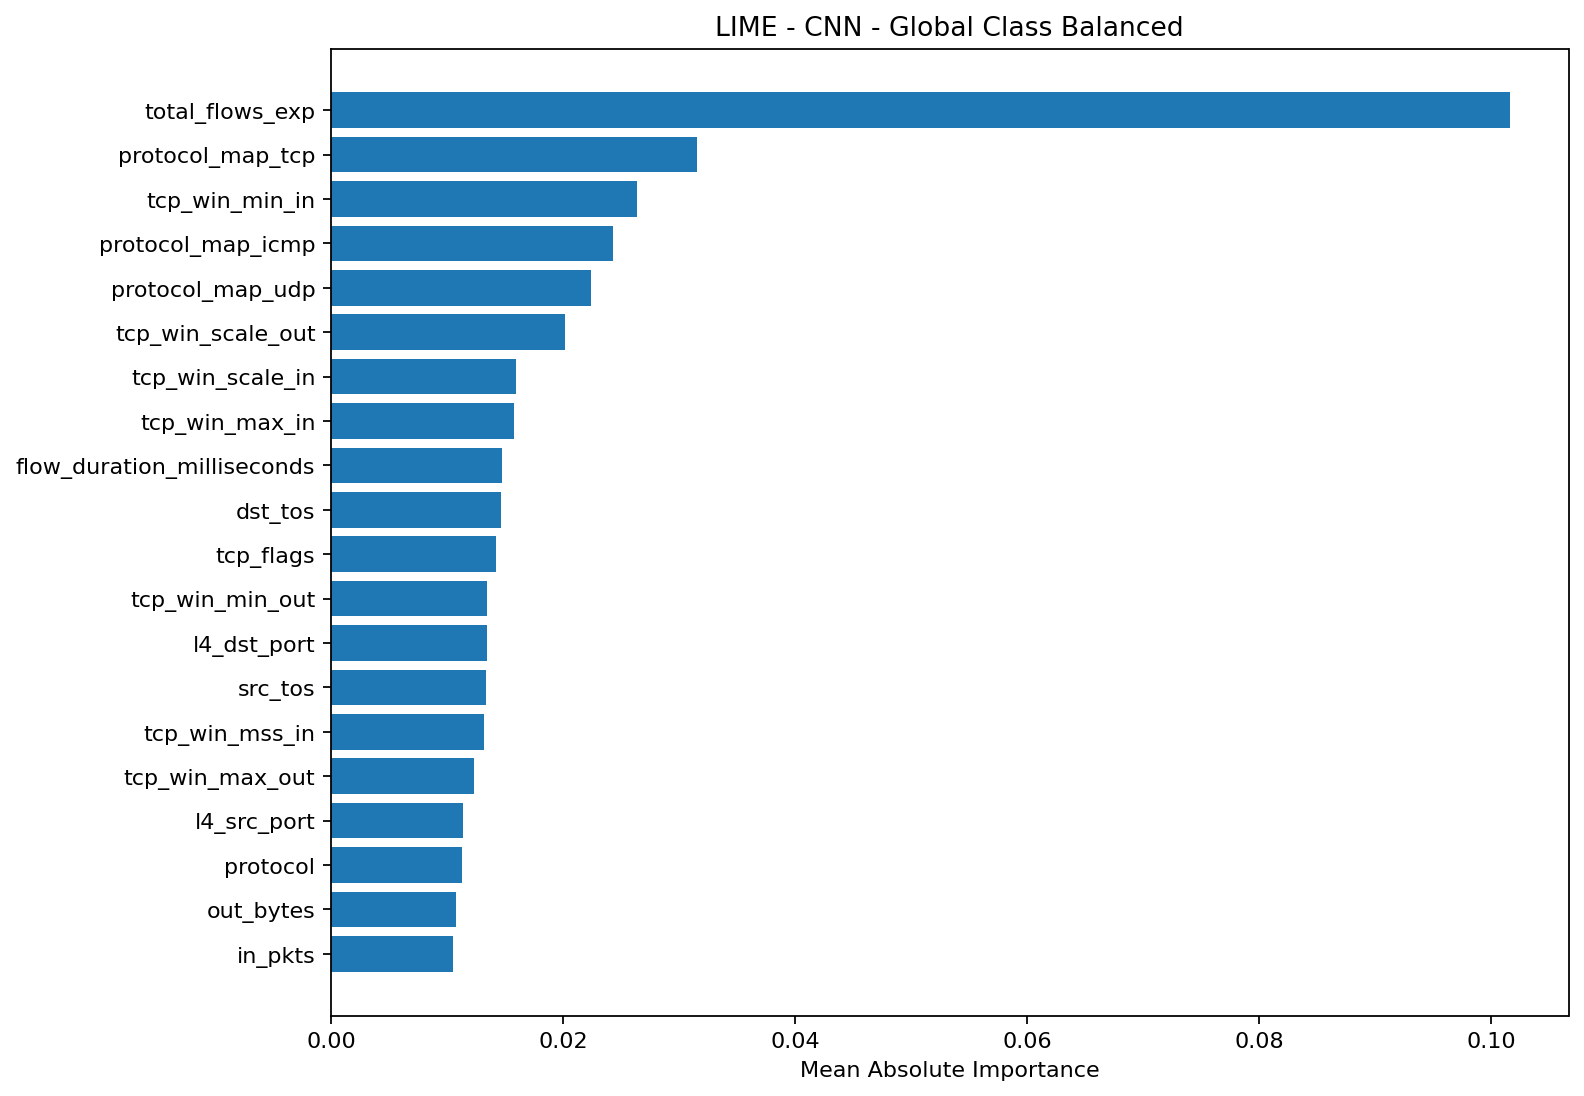 LIME - CNN - Global Class Balanced
total_flows_exp
protocol_map_tcp
tcp_win_min_in
protocol_map_icmp
protocol_map_udp
tcp_win_scale_out
tcp_win_scale_in
tcp_win_max_in
flow_duration_milliseconds
dst_tos
tcp_flags
tcp_win_min_out
l4_dst_port
src_tos
tcp_win_mss_in
tcp_win_max_out
l4_src_port
protocol
out_bytes
in_pkts
0.00 0.02 0.04 0.06 0.08 0.10
Mean Absolute Importance